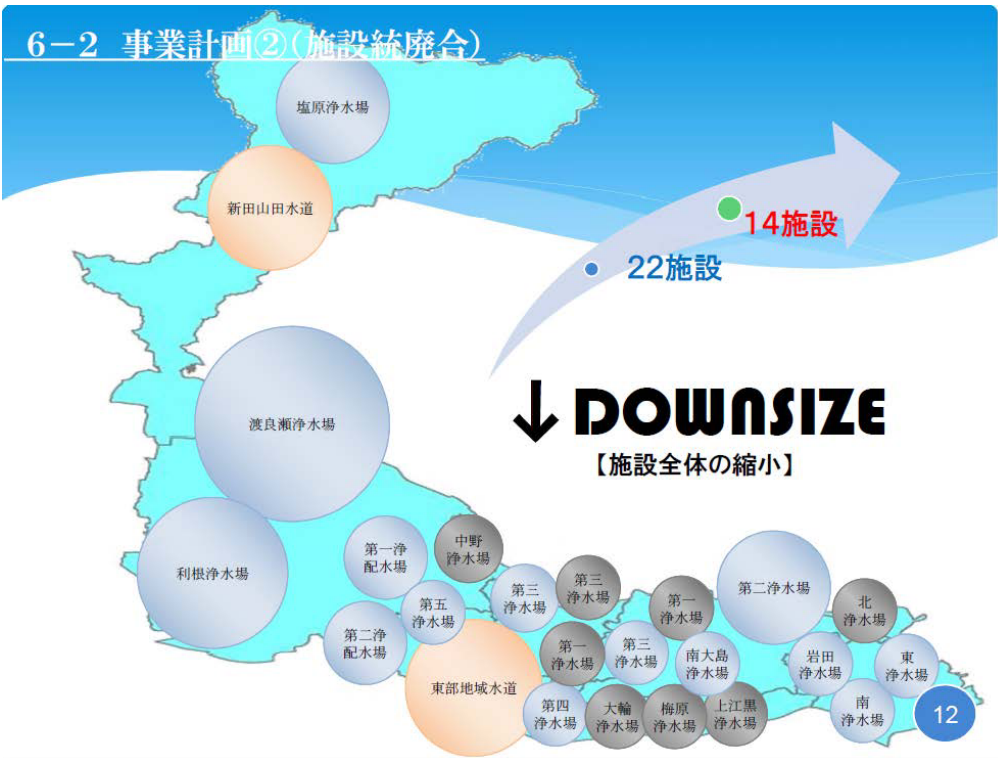 6-2 事業計画②(施設統廃合)
塩原浄水場
新田山田水道
14施設
22施設
↓DOWNSIZE
【施設全体の縮小】
渡良瀬浄水場
利根浄水場
第一浄
配水場
中野
浄水場
第五
浄水場
第二浄
配水場
東部地域水道
第三
浄水場
第三
浄水場
第一
浄水場
第四
浄水場
大輪
浄水場
第三
浄水場
第一
浄水場
南大島
浄水場
梅原
浄水場
上江黒
浄水場
第二浄水場
北
浄水場
岩田
浄水場
東
浄水場
南
浄水場
12